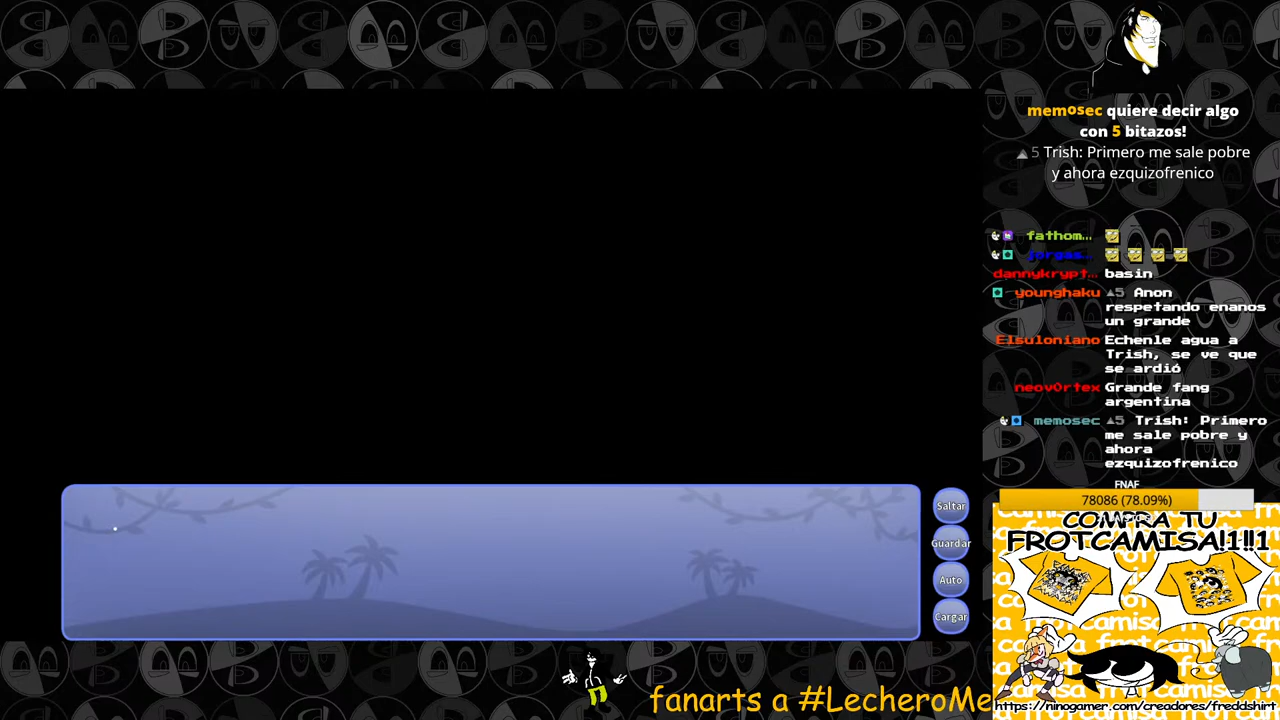 memosec quiere decir algo
con 5 bitazos!
5 Trish: Primero me sale pobre
y ahora ezquizofrenico
fathom...
jorgas...
dannykrypt... basin
younghaku 5 Anon
respetando enanos
un grande
Elsuloniano Echenle agua a
Trish, se ve que
se ardió
neov0rtex Grande fang
argentina
memosec 5 Trish: Primero
me sale pobre y
ahora
ezquizofrenico
FNAF
78086 (78.09%)
COMPRA TU
FROTCAMISA!1!!1
Saltar
Guardar
Auto
Cargar
fanarts a #LecheroMe
https://ninogamer.com/creadores/freddshirt